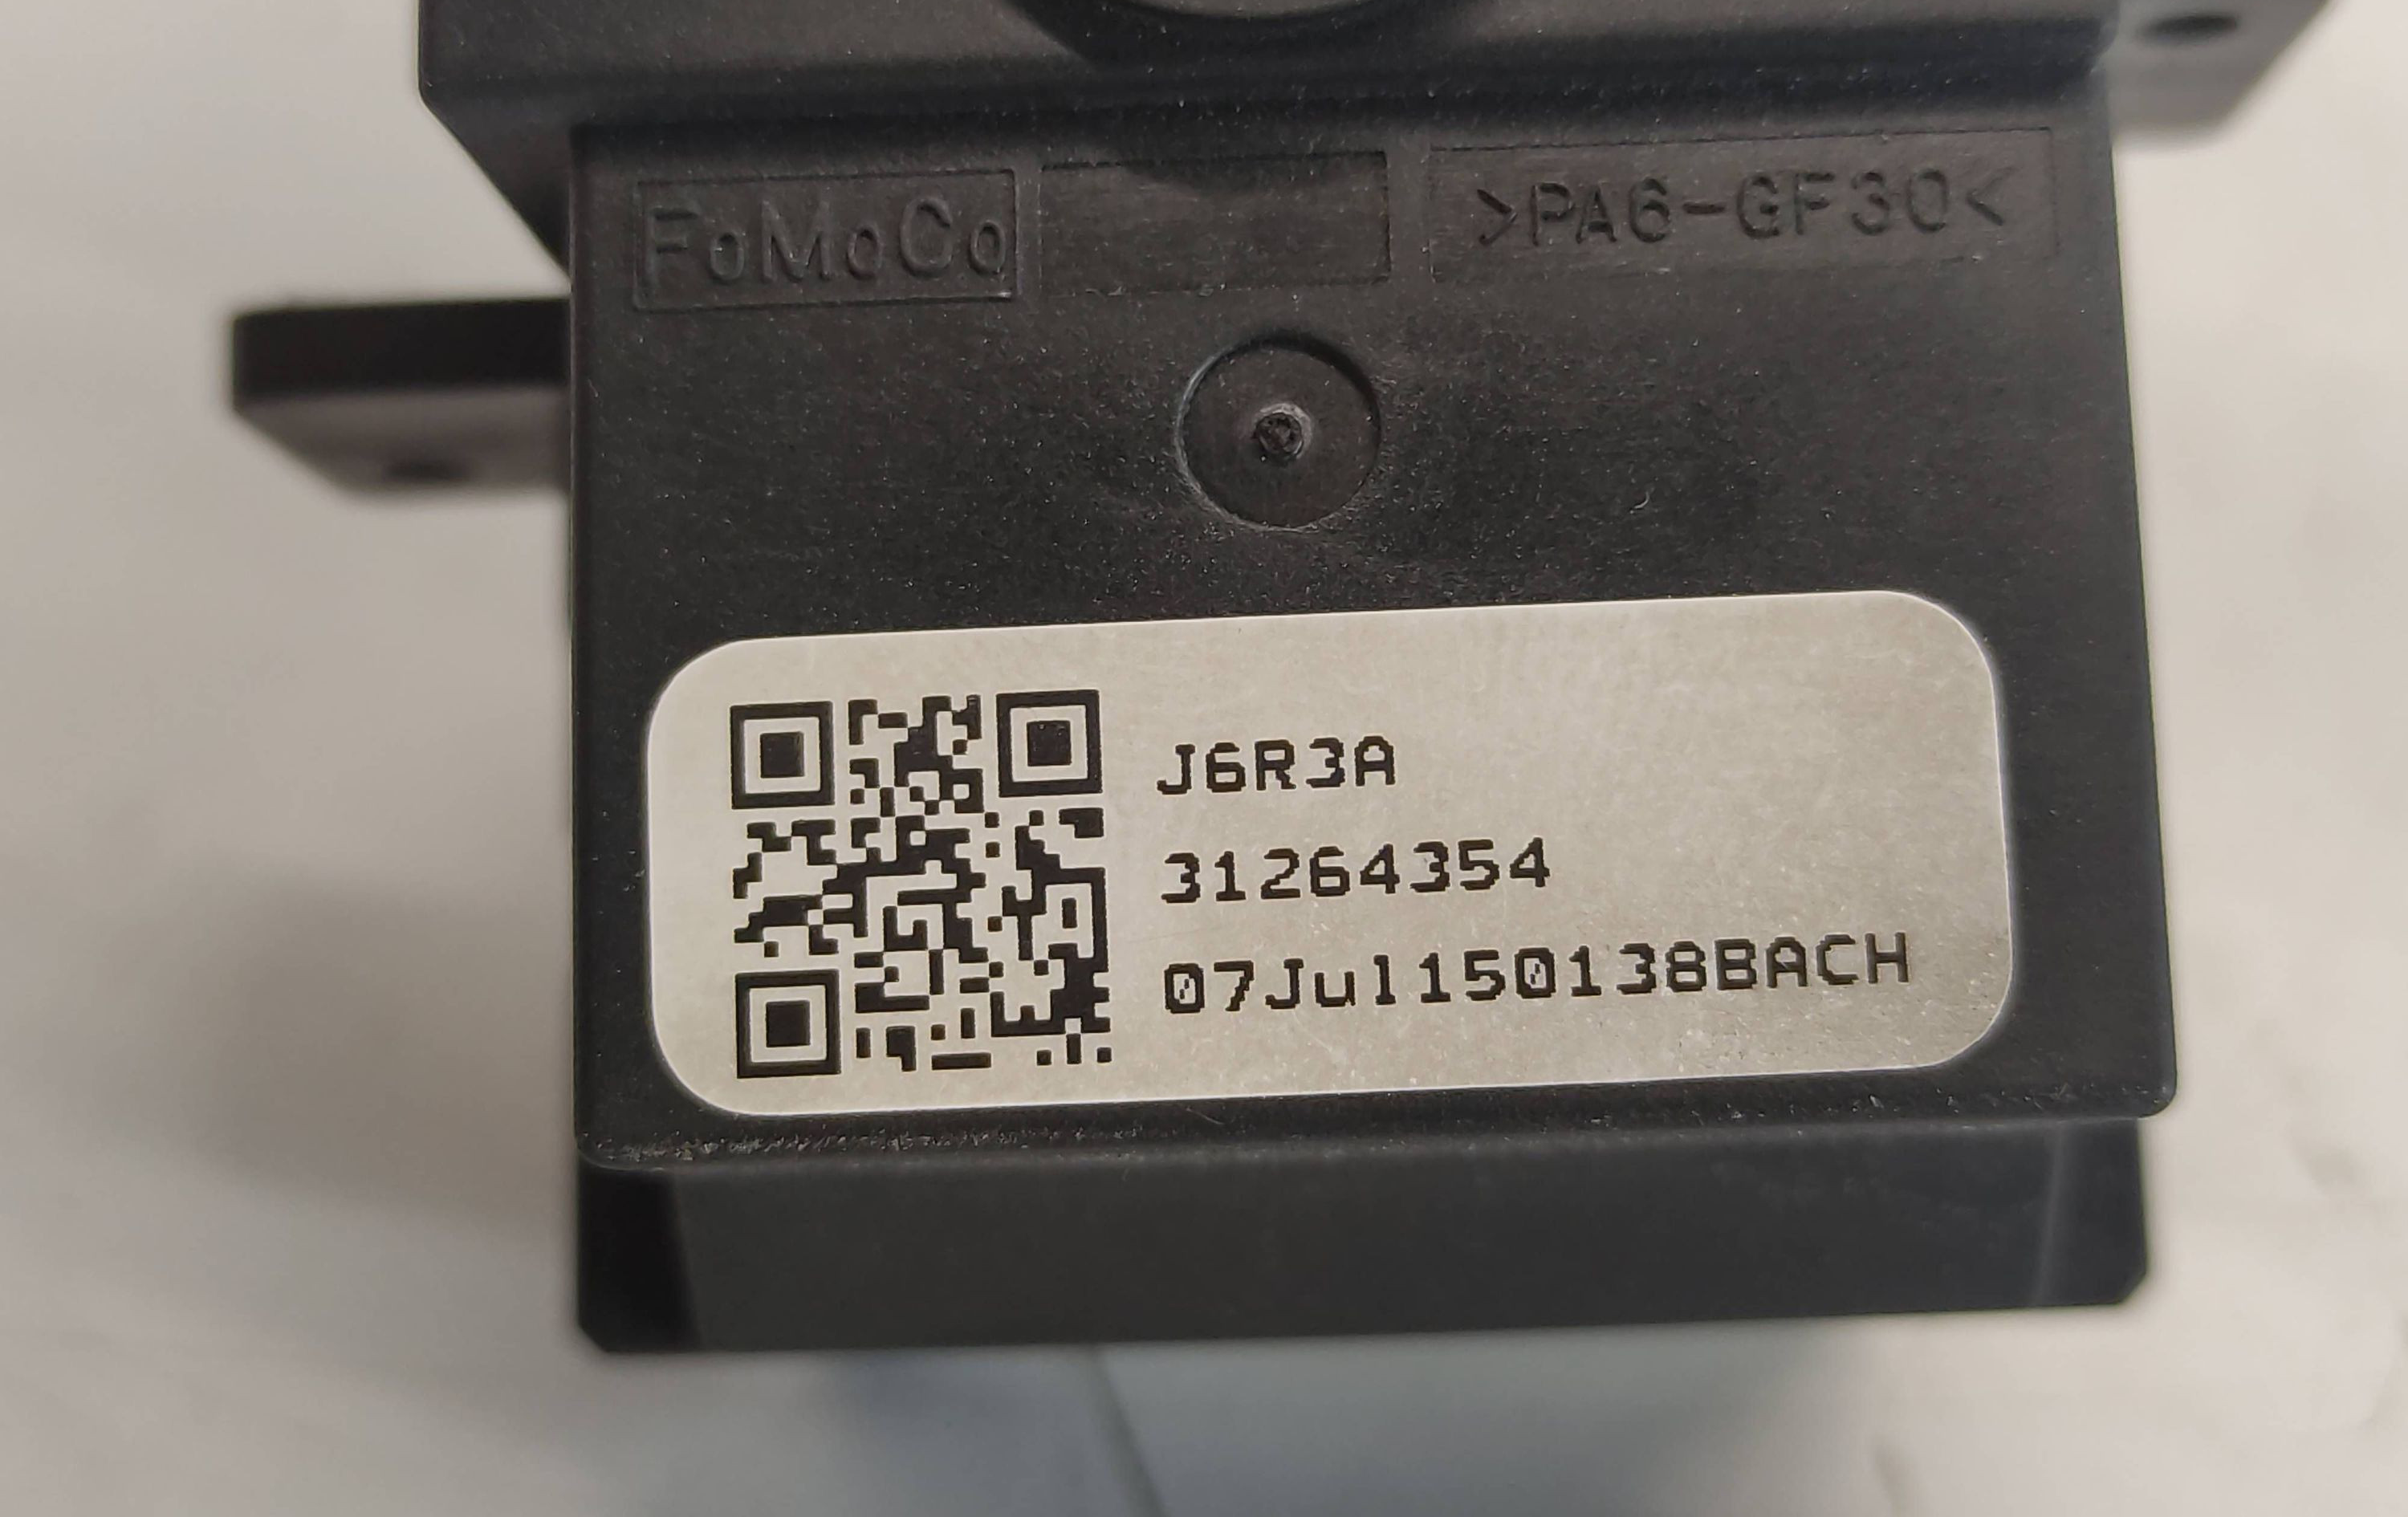 FoMoCo >PA6-GF30<
J6R3A
31264354
07Jul150138BACH